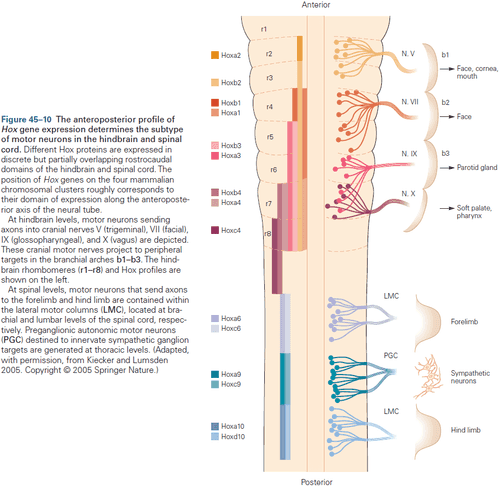 Anterior
r1
r2
r3
r4
r5
r6
r7
r8
Hoxa2
Hoxb2
Hoxb1
Hoxa1
Hoxb3
Hoxa3
Hoxb4
Hoxa4
Hoxc4
Hoxa6
Hoxc6
Hoxa9
Hoxc9
Hoxa10
Hoxd10
N. V
b1
Face, cornea,
mouth
N. VII
b2
Face
N. IX
b3
Parotid gland
N. X
Soft palate,
pharynx
LMC
Forelimb
PGC
Sympathetic
neurons
LMC
Hind limb
Posterior
Figure 45–10 The anteroposterior profile of
Hox gene expression determines the subtype
of motor neurons in the hindbrain and spinal
cord. Different Hox proteins are expressed in
discrete but partially overlapping rostrocaudal
domains of the hindbrain and spinal cord. The
position of Hox genes on the four mammalian
chromosomal clusters roughly corresponds to
their domain of expression along the anteroposte-
rior axis of the neural tube.
At hindbrain levels, motor neurons sending
axons into cranial nerves V (trigeminal), VII (facial),
IX (glossopharyngeal), and X (vagus) are depicted.
These cranial motor nerves project to peripheral
targets in the branchial arches b1–b3. The hind-
brain rhombomeres (r1–r8) and Hox profiles are
shown on the left.
At spinal levels, motor neurons that send axons
to the forelimb and hind limb are contained within
the lateral motor columns (LMC), located at bra-
chial and lumbar levels of the spinal cord, respec-
tively. Preganglionic autonomic motor neurons
(PGC) destined to innervate sympathetic ganglion
targets are generated at thoracic levels. (Adapted,
with permission, from Kiecker and Lumsden
2005. Copyright © 2005 Springer Nature.)